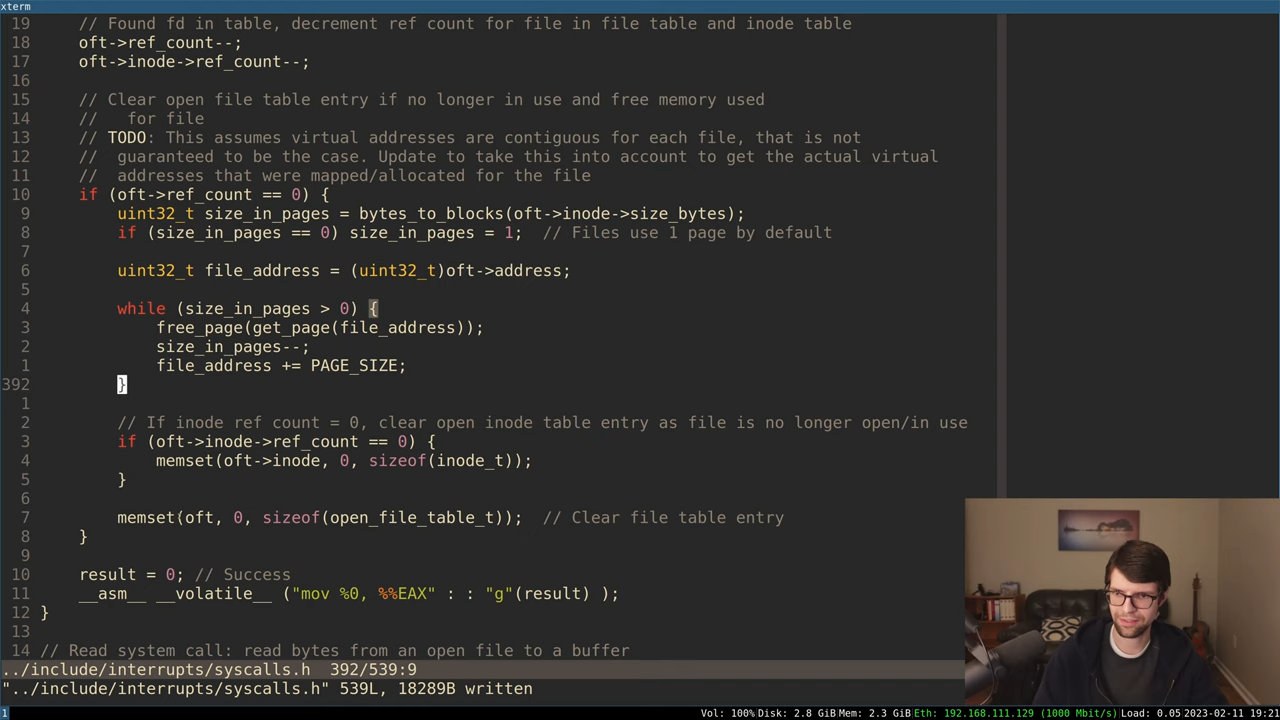 xterm
19     // Found fd in table, decrement ref count for file in file table and inode table
18     oft->ref_count--;
17     oft->inode->ref_count--;
16
15     // Clear open file table entry if no longer in use and free memory used
14     //   for file
13     // TODO: This assumes virtual addresses are contiguous for each file, that is not
12     //  guaranteed to be the case. Update to take this into account to get the actual virtual
11     //  addresses that were mapped/allocated for the file
10     if (oft->ref_count == 0) {
9         uint32_t size_in_pages = bytes_to_blocks(oft->inode->size_bytes);
8         if (size_in_pages == 0) size_in_pages = 1;  // Files use 1 page by default
7
6         uint32_t file_address = (uint32_t)oft->address;
5
4         while (size_in_pages > 0) {
3             free_page(get_page(file_address));
2             size_in_pages--;
1             file_address += PAGE_SIZE;
392         }
1
2         // If inode ref count = 0, clear open inode table entry as file is no longer open/in use
3         if (oft->inode->ref_count == 0) {
4             memset(oft->inode, 0, sizeof(inode_t));
5         }
6
7         memset(oft, 0, sizeof(open_file_table_t));  // Clear file table entry
8     }
9
10     result = 0; // Success
11     __asm__ __volatile__ ("mov %0, %%EAX" : : "g"(result) );
12 }
13
14 // Read system call: read bytes from an open file to a buffer
../include/interrupts/syscalls.h  392/539:9
"../include/interrupts/syscalls.h" 539L, 18289B written
1 Vol: 100% Disk: 2.8 GiB Mem: 2.3 GiB Eth: 192.168.111.129 (1000 Mbit/s) Load: 0.05 2023-02-11 19:21